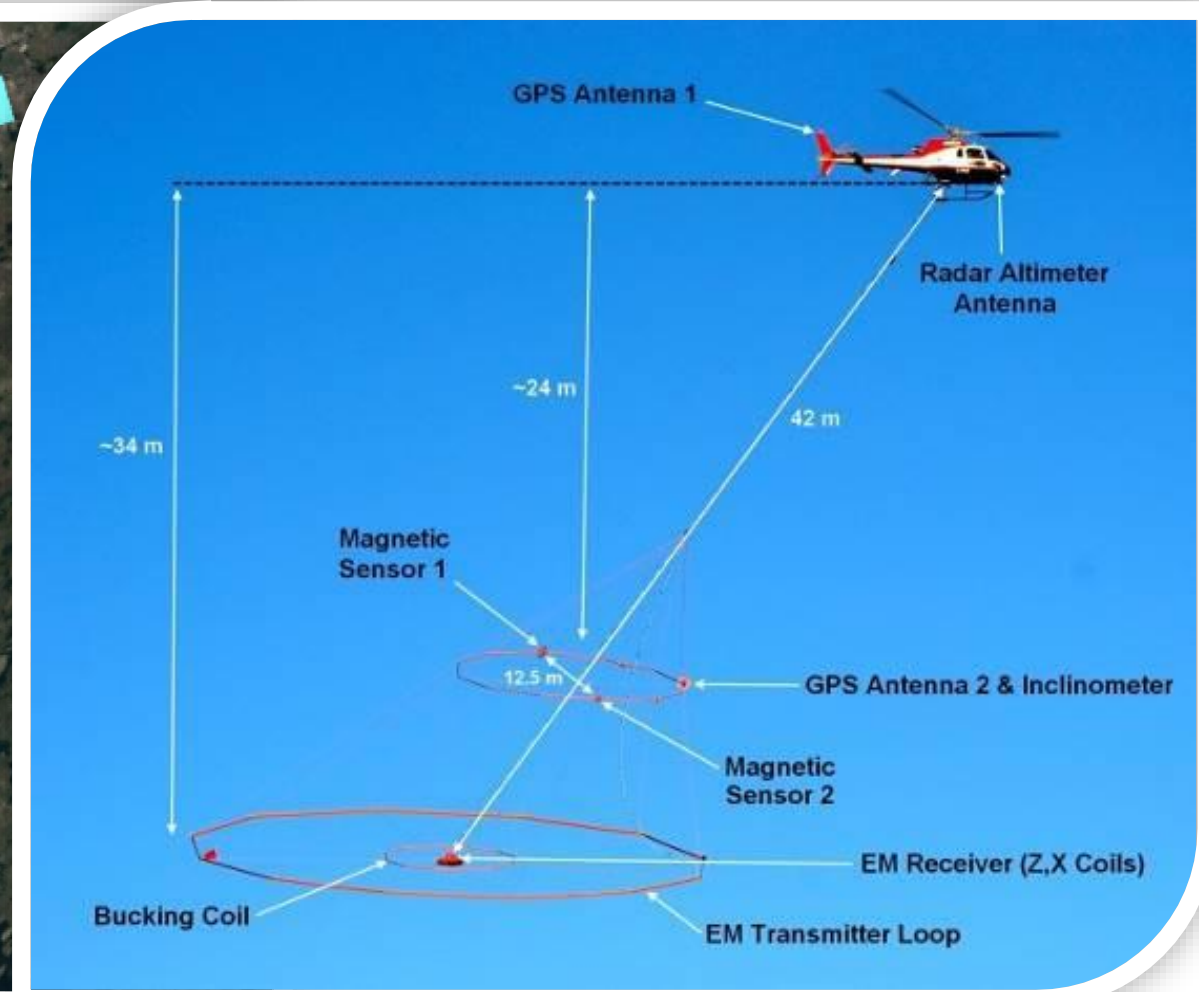 GPS Antenna 1
Radar Altimeter
Antenna
~24 m
42 m
~34 m
Magnetic
Sensor 1
12.5 m
GPS Antenna 2 & Inclinometer
Magnetic
Sensor 2
EM Receiver (Z,X Coils)
Bucking Coil
EM Transmitter Loop